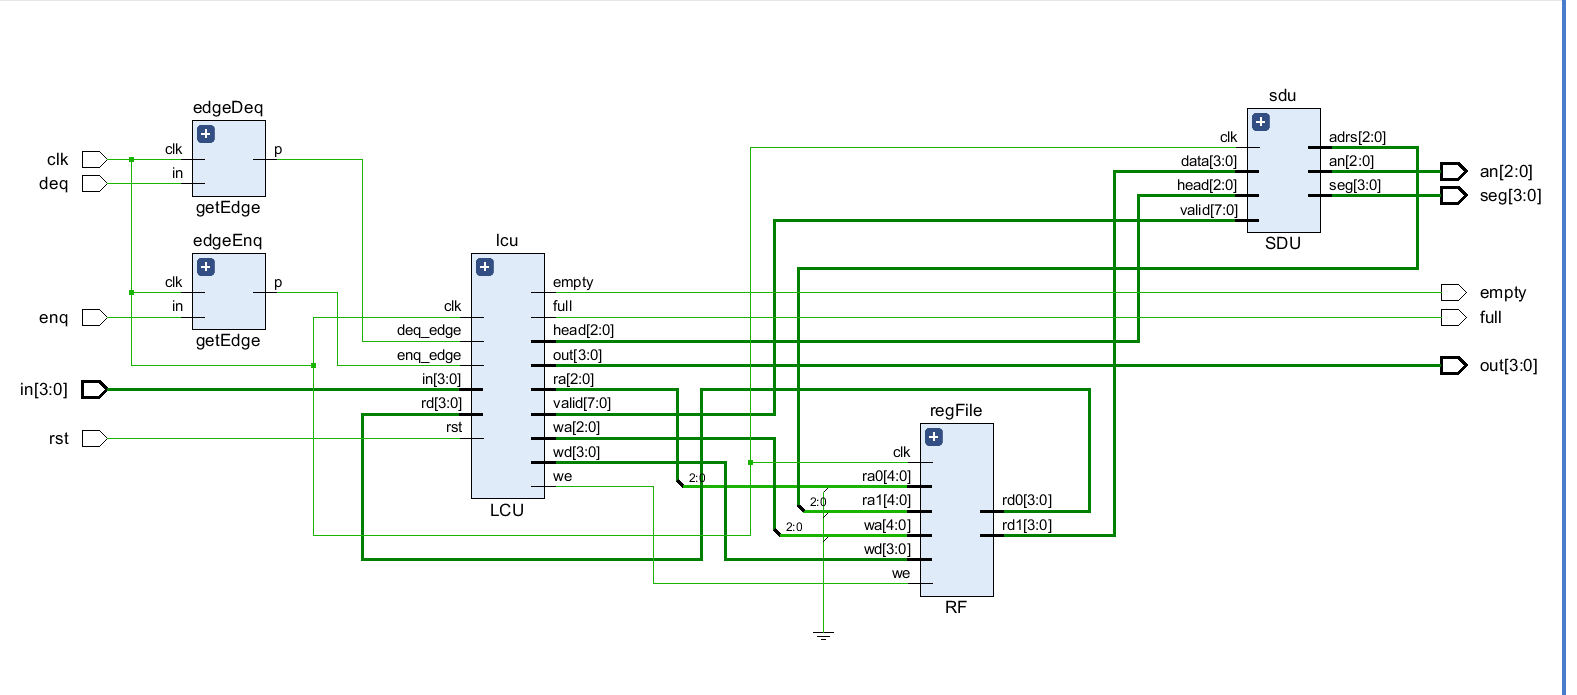 sdu
edgeDeq
clk
adrs[2:0]
clk
clk
p
data[3:0]
an[2:0]
an[2:0]
deq
in
head[2:0]
seg[3:0]
seg[3:0]
getEdge
valid[7:0]
edgeEnq
lcu
SDU
clk
p
empty
empty
enq
in
clk
full
full
getEdge
deq_edge
head[2:0]
enq_edge
out[3:0]
out[3:0]
in[3:0]
in[3:0]
ra[2:0]
rd[3:0]
valid[7:0]
regFile
rst
rst
wa[2:0]
wd[3:0]
clk
we
2:0
ra0[4:0]
LCU
2:0
ra1[4:0]
rd0[3:0]
2:0
wa[4:0]
rd1[3:0]
wd[3:0]
we
RF